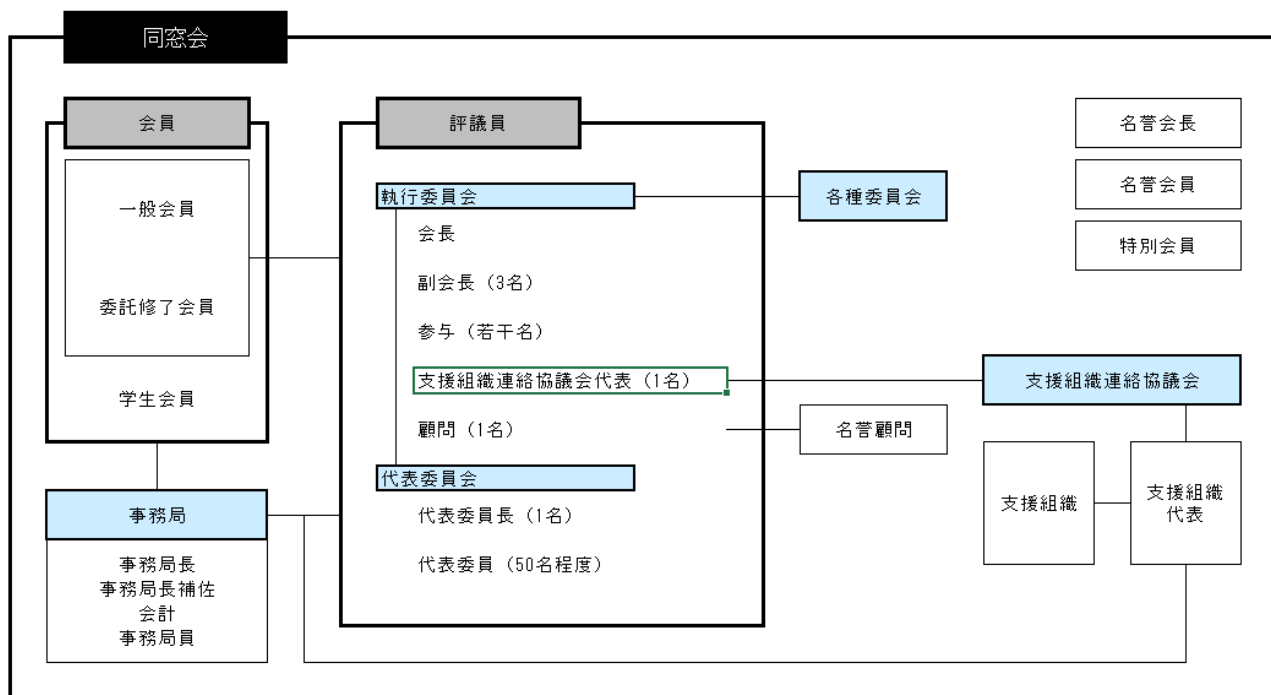 同窓会
会員
一般会員
委託修了会員
学生会員
事務局
事務局長
事務局長補佐
会計
事務局員
評議員
執行委員会
会長
副会長（3名）
参与（若干名）
支援組織連絡協議会代表（1名）
顧問（1名）
代表委員会
代表委員長（1名）
代表委員（50名程度）
各種委員会
名誉顧問
名誉会長
名誉会員
特別会員
支援組織連絡協議会
支援組織
支援組織
代表